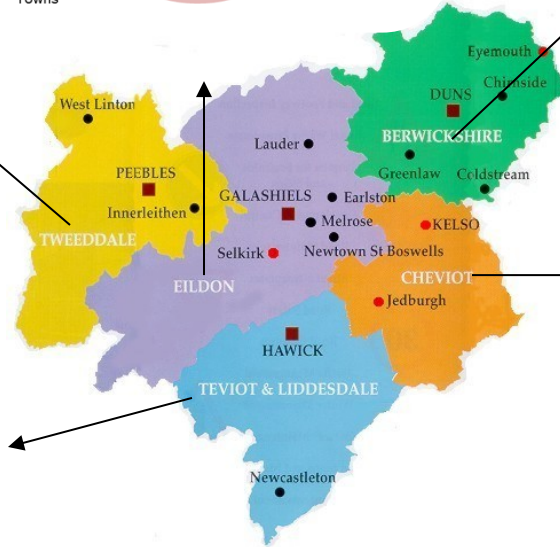 Towns
Eyemouth
Chirnside
West Linton
DUNS
BERWICKSHIRE
Lauder
PEEBLES
Greenlaw
Coldstream
GALASHIELS
Earlston
Innerleithen
Melrose
KELSO
TWEEDDALE
Newtown St Boswells
Selkirk
CHEVIOT
EILDON
Jedburgh
HAWICK
TEVIOT & LIDDESDALE
Newcastleton